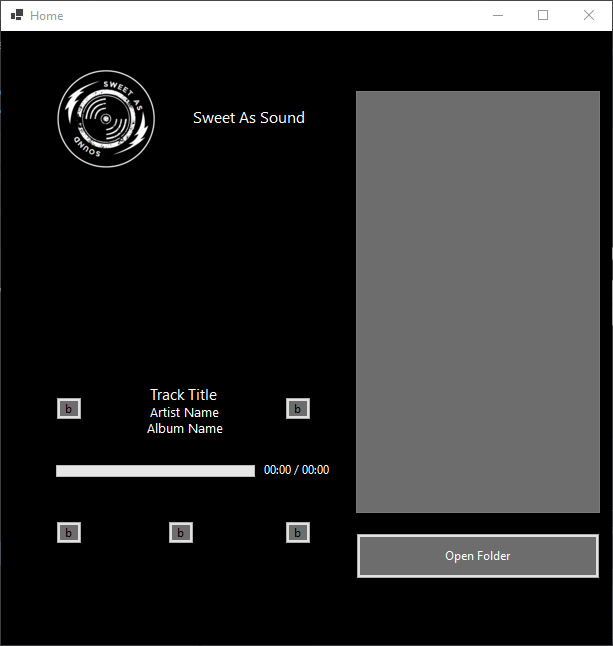 Home
SWEET AS
SOUND
Sweet As Sound
Track Title
b
b
Artist Name
Album Name
00:00 / 00:00
b
b
b
Open Folder